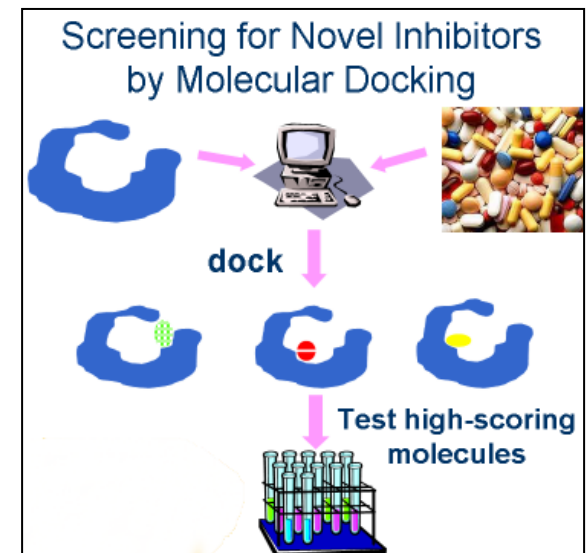 Screening for Novel Inhibitors
by Molecular Docking
dock
Test high-scoring
molecules